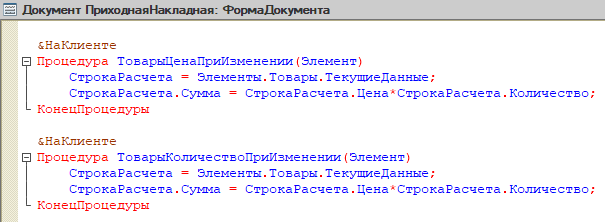 Документ ПриходнаяНакладная: ФормаДокумента
&НаКлиенте
Процедура ТоварыЦенаПриИзменении(Элемент)
СтрокаРасчета = Элементы.Товары.ТекущиеДанные;
СтрокаРасчета.Сумма = СтрокаРасчета.Цена*СтрокаРасчета.Количество;
КонецПроцедуры
&НаКлиенте
Процедура ТоварыКоличествоПриИзменении(Элемент)
СтрокаРасчета = Элементы.Товары.ТекущиеДанные;
СтрокаРасчета.Сумма = СтрокаРасчета.Цена*СтрокаРасчета.Количество;
КонецПроцедуры